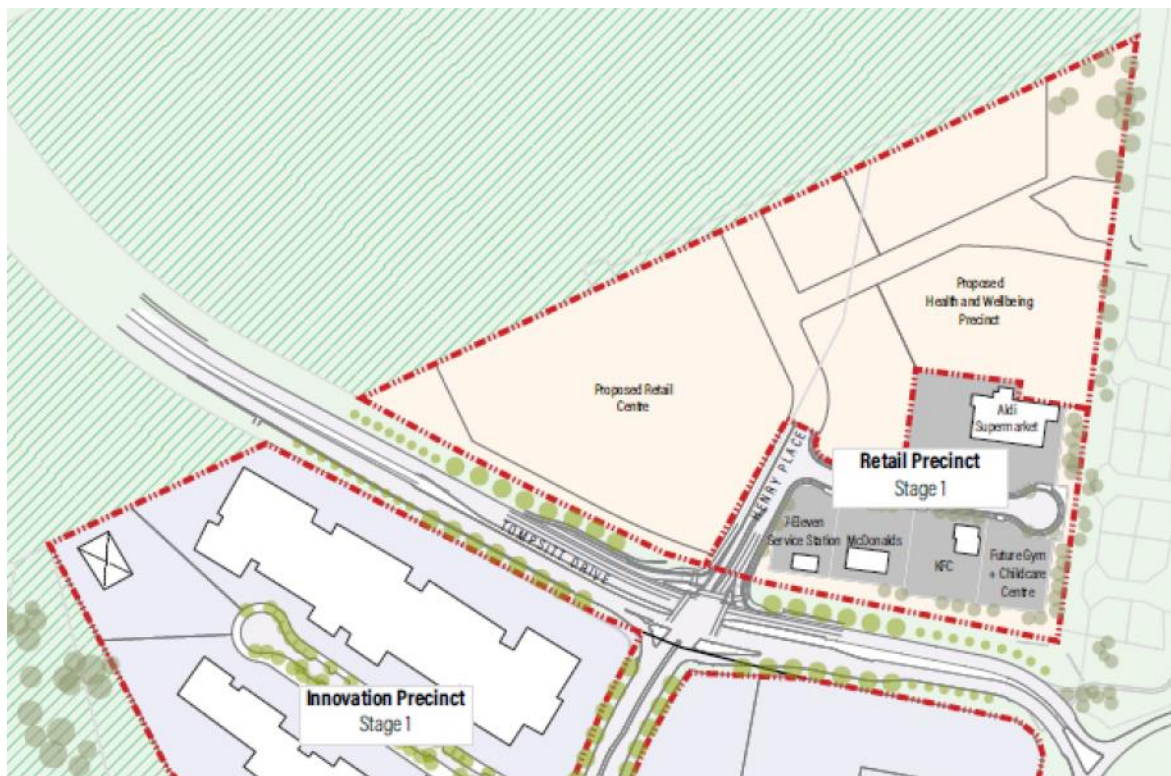 Proposed
Health and Wellbeing
Precinct
Proposed Retail
Centre
Aldi
Supermarket
HENRY PLACE
Retail Precinct
Stage 1
7-Eleven
Service Station
McDonalds
KFC
Future Gym
+ Childcare
Centre
TOMPSITT DRIVE
Innovation Precinct
Stage 1